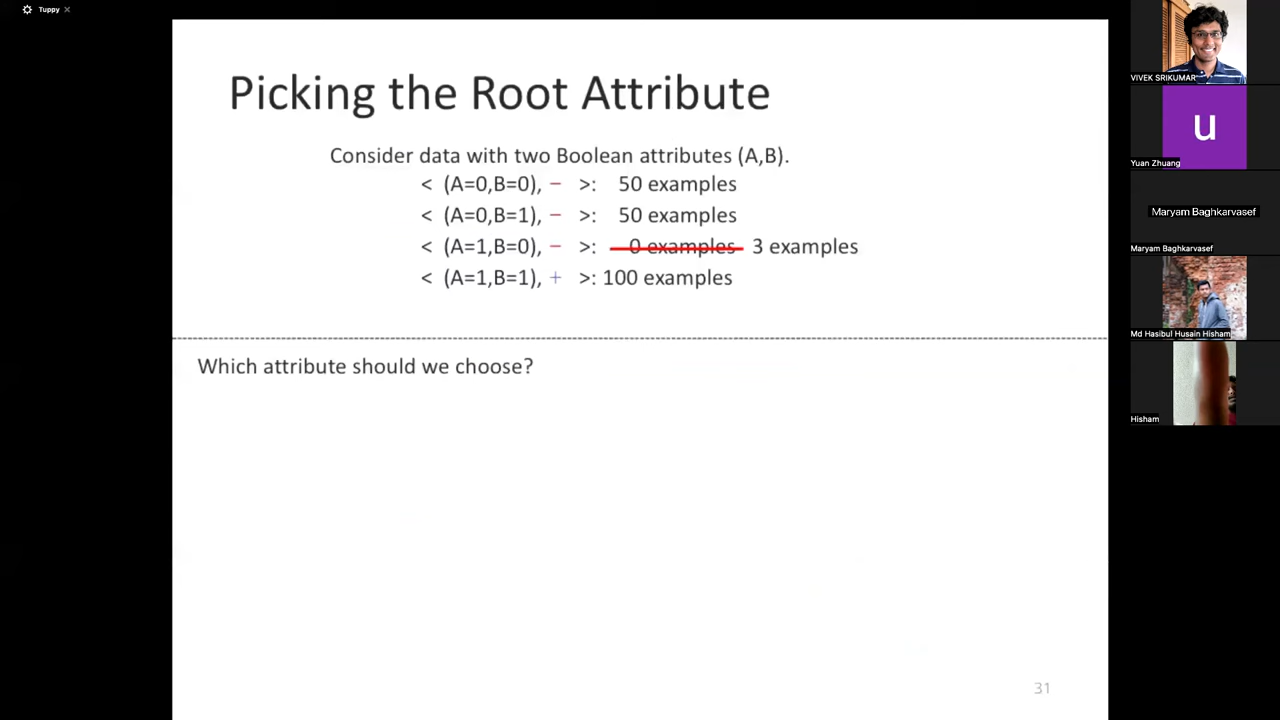 Tuppy ×
Picking the Root Attribute
Consider data with two Boolean attributes (A,B).
< (A=0,B=0), − >: 50 examples
< (A=0,B=1), − >: 50 examples
< (A=1,B=0), − >: 0 examples 3 examples
< (A=1,B=1), + >: 100 examples
Which attribute should we choose?
31
VIVEK SRIKUMAR
u
Yuan Zhuang
Maryam Baghkarvasef
Maryam Baghkarvasef
Md Hasibul Husain Hisham
Hisham